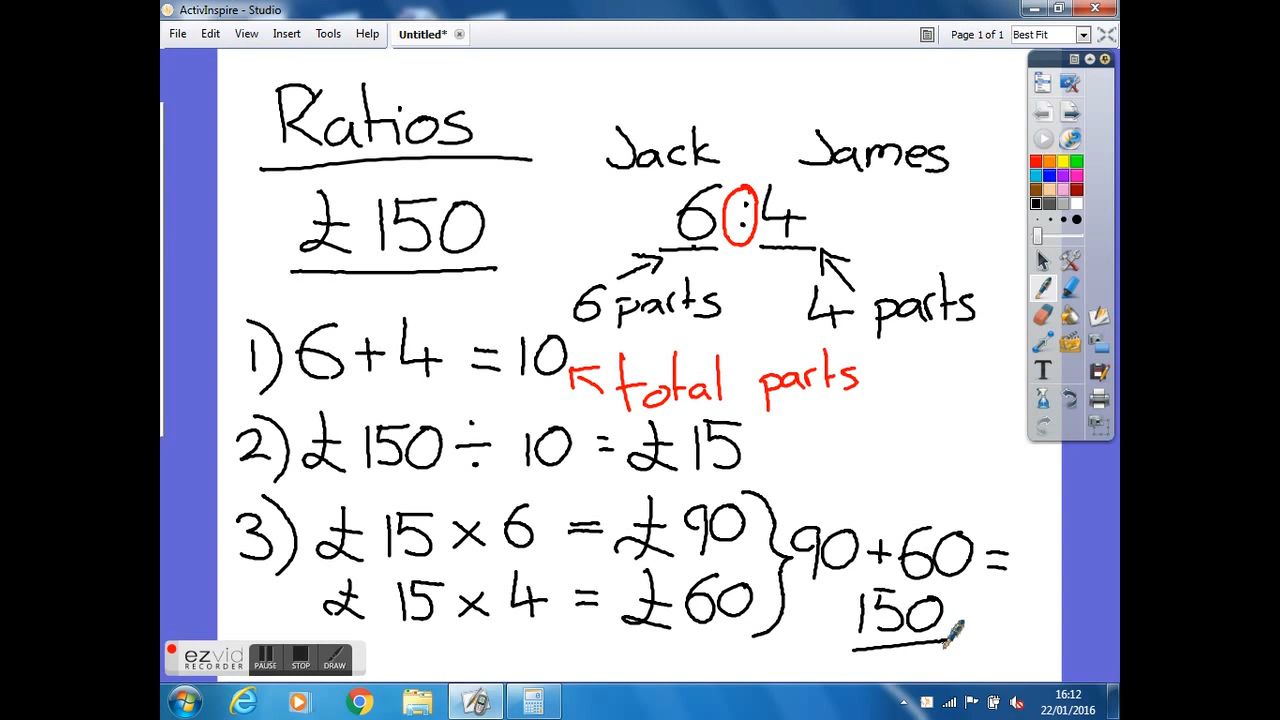 ActivInspire - Studio
File Edit View Insert Tools Help Untitled* Page 1 of 1 Best Fit
Ratios
£150
Jack James
6:4
6 parts 4 parts
1) 6+4 = 10 total parts
2) £150 ÷ 10 = £15
3) £15 × 6 = £90
£15 × 4 = £60
90+60 =
150
T
ezvid
RECORDER
PAUSE STOP DRAW
16:12
22/01/2016